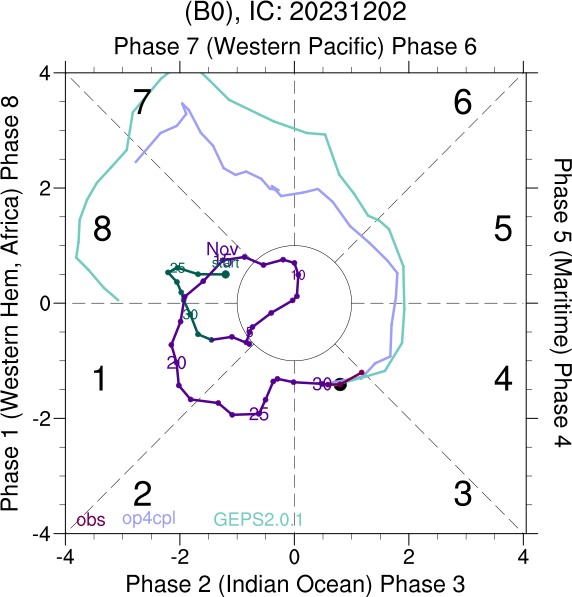 (B0), IC: 20231202
Phase 7 (Western Pacific) Phase 6
4
7
6
2
8
5
Nov
start
25
10
0
30
5
20
1
30
4
25
-2
2
3
obs
op4cpl
GEPS2.0.1
-4
-4
-2
0
2
4
Phase 2 (Indian Ocean) Phase 3
Phase 1 (Western Hem, Africa) Phase 8
Phase 5 (Maritime) Phase 4